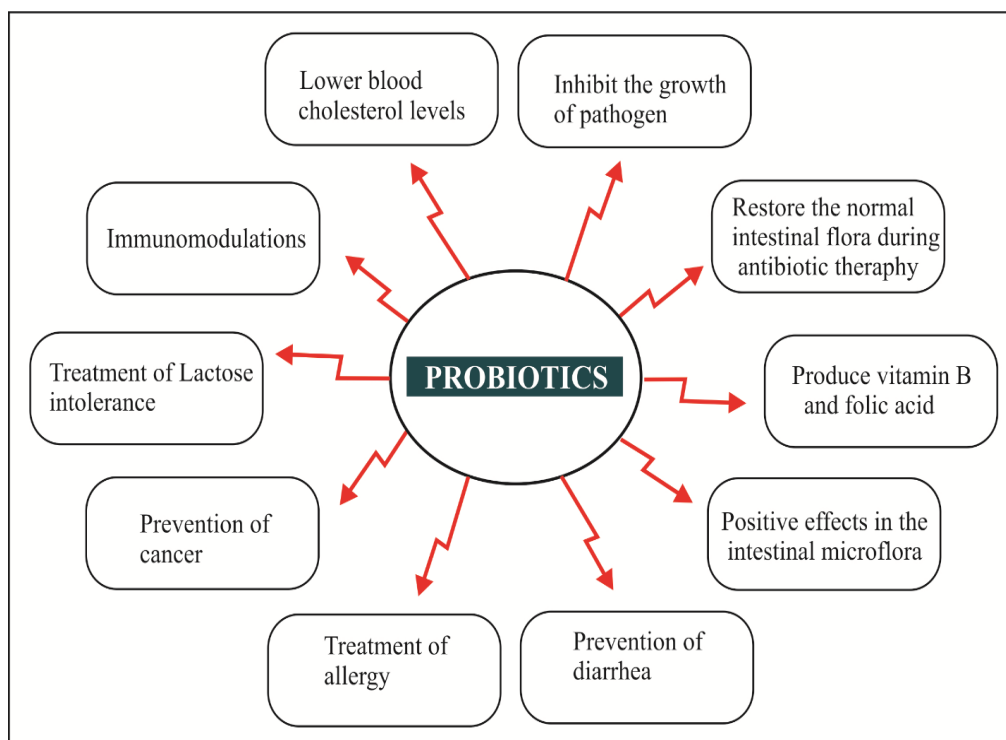 Lower blood
cholesterol levels
Inhibit the growth
of pathogen
Immunomodulations
Restore the normal
intestinal flora during
antibiotic theraphy
Treatment of Lactose
intolerance
PROBIOTICS
Produce vitamin B
and folic acid
Prevention of
cancer
Positive effects in the
intestinal microflora
Treatment of
allergy
Prevention of
diarrhea